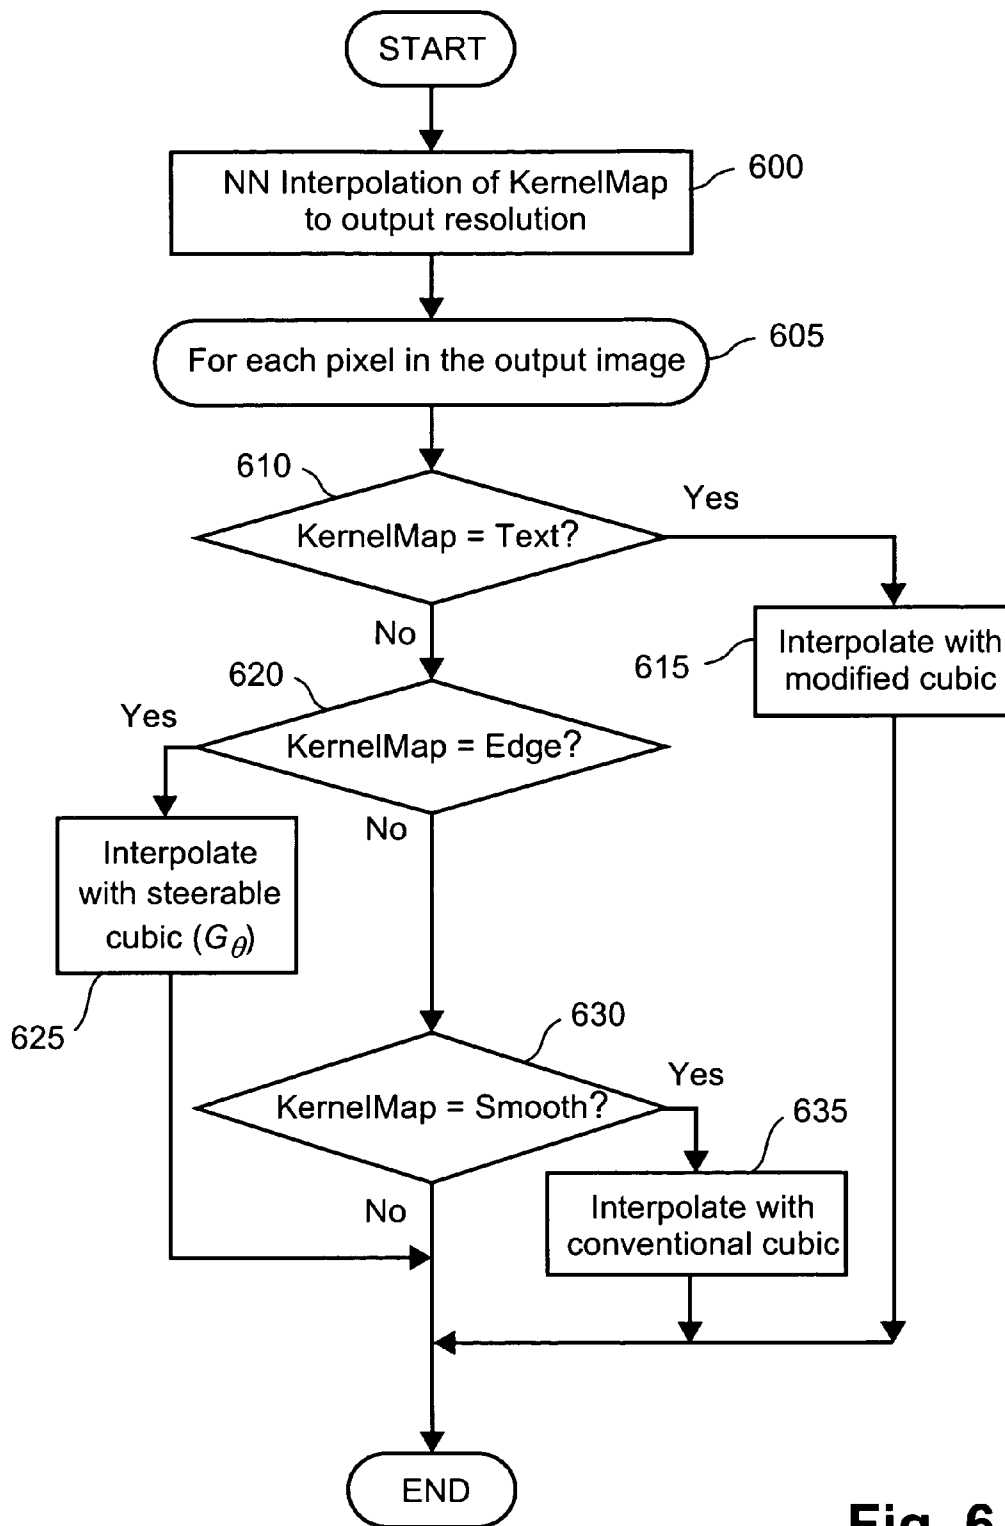 START
NN Interpolation of KernelMap
to output resolution
600
For each pixel in the output image
605
610
KernelMap = Text?
Yes
No
Interpolate with
modified cubic
615
620
KernelMap = Edge?
Yes
No
Interpolate
with steerable
cubic (Gθ)
625
630
KernelMap = Smooth?
Yes
635
No
Interpolate with
conventional cubic
END
Fig. 6